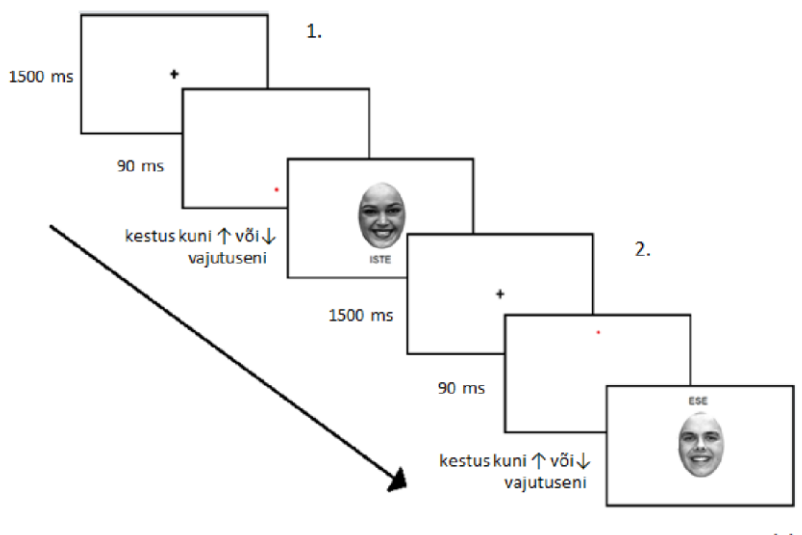 1.
1500 ms
90 ms
kestus kuni ↑ või ↓
vajutuseni
ISTE
2.
1500 ms
90 ms
kestus kuni ↑ või ↓
vajutuseni
ESE